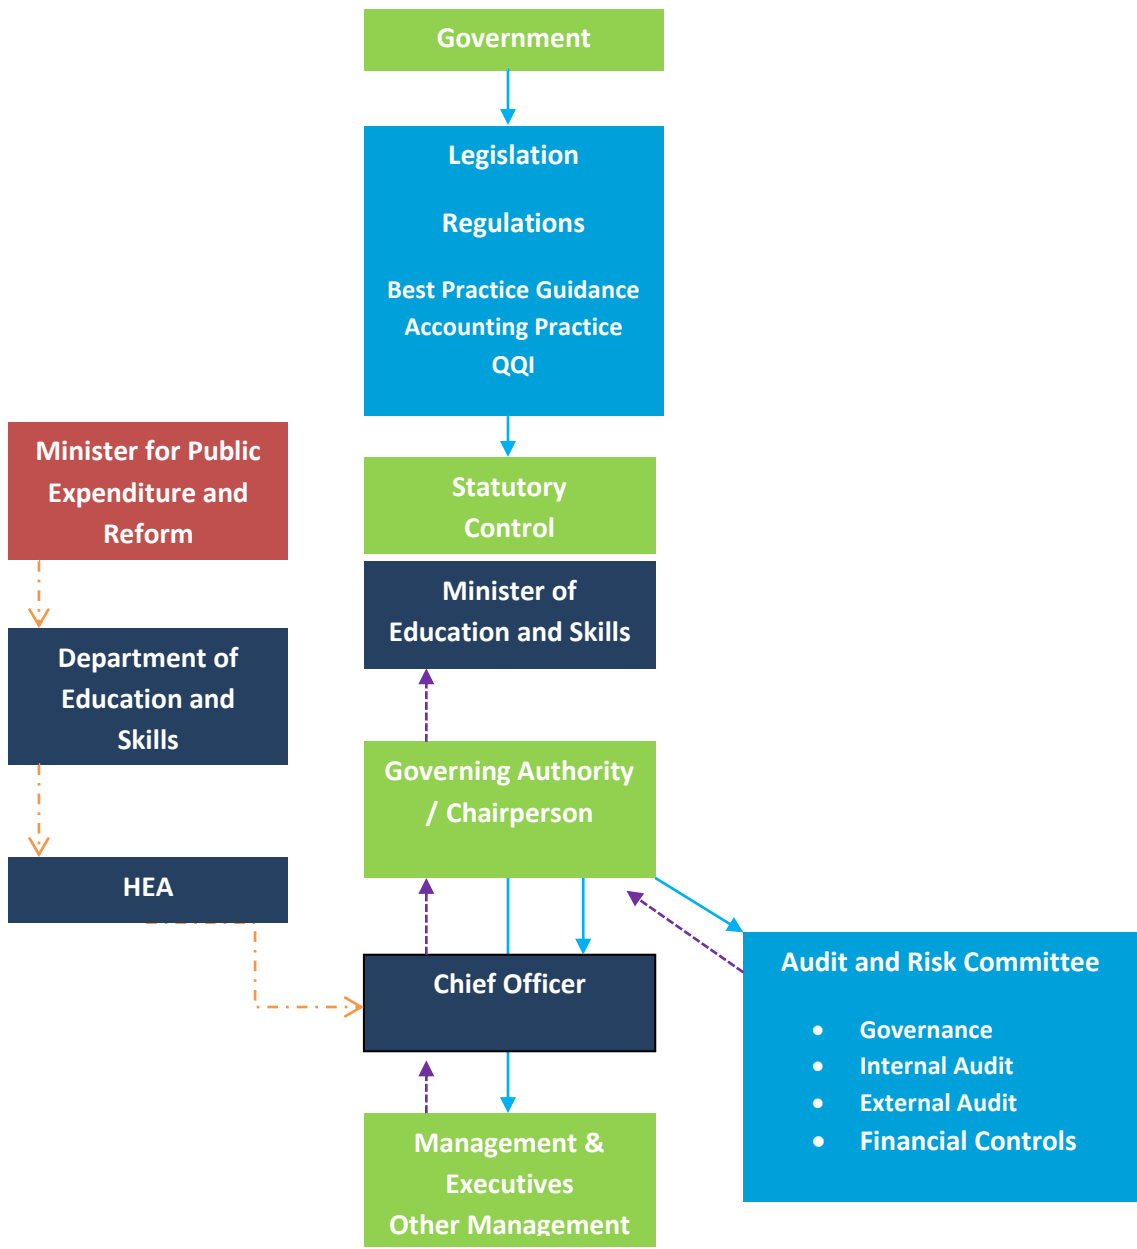 Government
Legislation
Regulations
Best Practice Guidance
Accounting Practice
QQI
Minister for Public
Expenditure and
Reform
Statutory
Control
Minister of
Education and Skills
Department of
Education and
Skills
Governing Authority
/ Chairperson
HEA
Chief Officer
Audit and Risk Committee
• Governance
• Internal Audit
• External Audit
• Financial Controls
Management &
Executives
Other Management